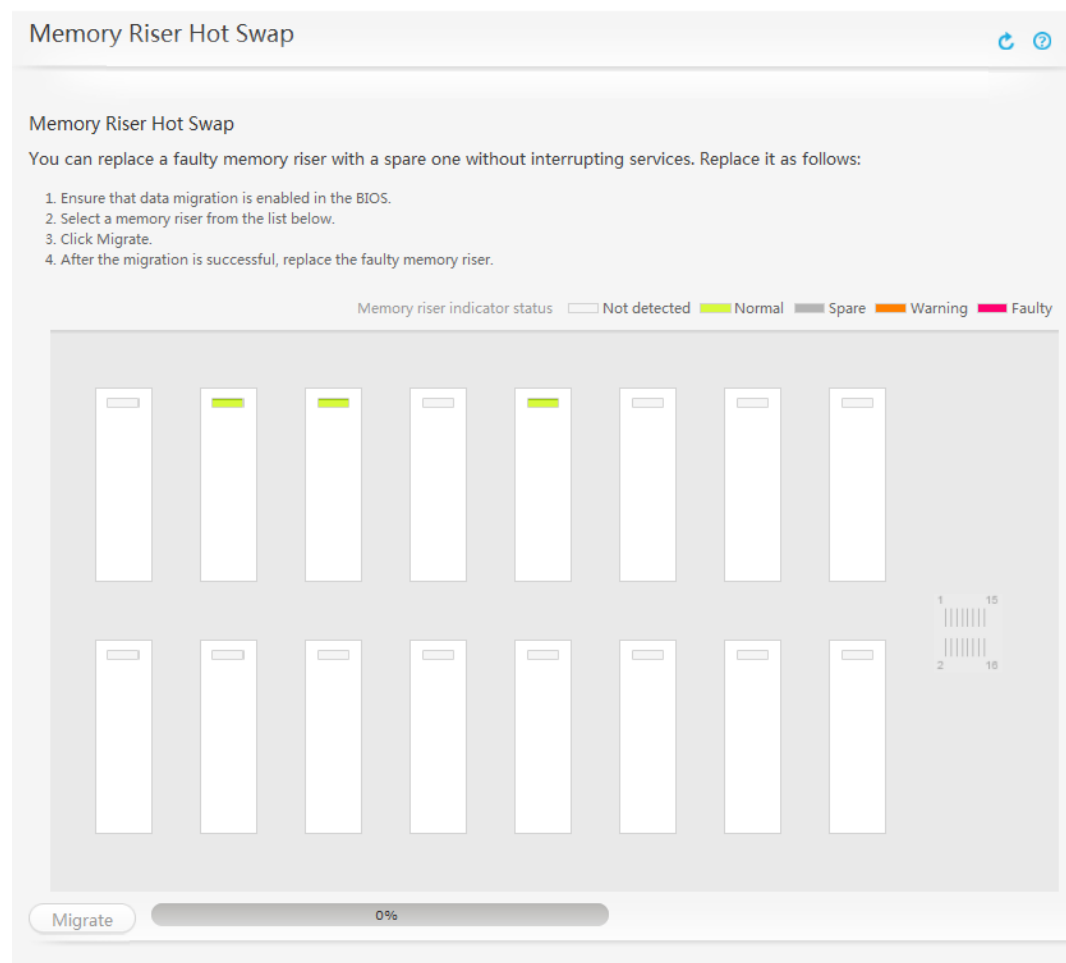 Memory Riser Hot Swap
Memory Riser Hot Swap
You can replace a faulty memory riser with a spare one without interrupting services. Replace it as follows:
1. Ensure that data migration is enabled in the BIOS.
2. Select a memory riser from the list below.
3. Click Migrate.
4. After the migration is successful, replace the faulty memory riser.
Memory riser indicator status Not detected Normal Spare Warning Faulty
1 15
2 16
Migrate 0%